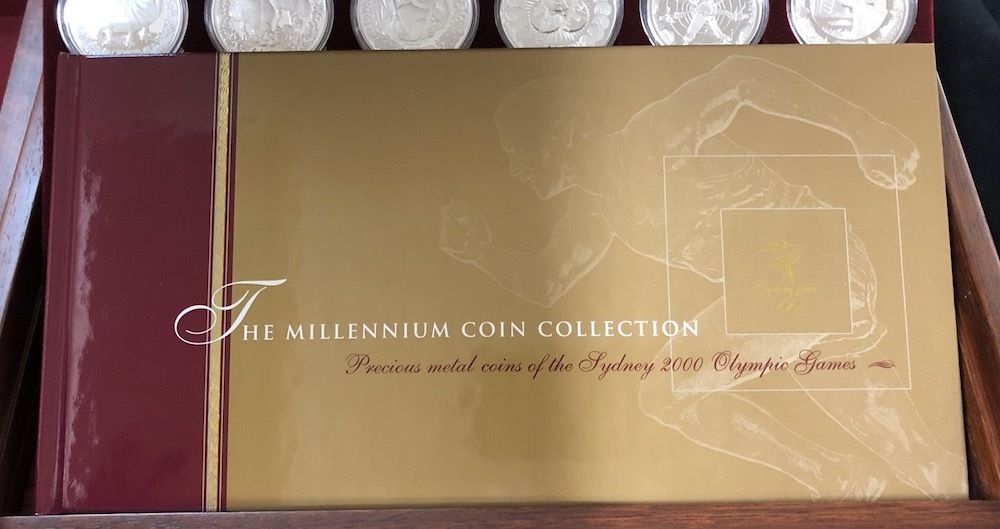 THE MILLENNIUM COIN COLLECTION
Precious metal coins of the Sydney 2000 Olympic Games